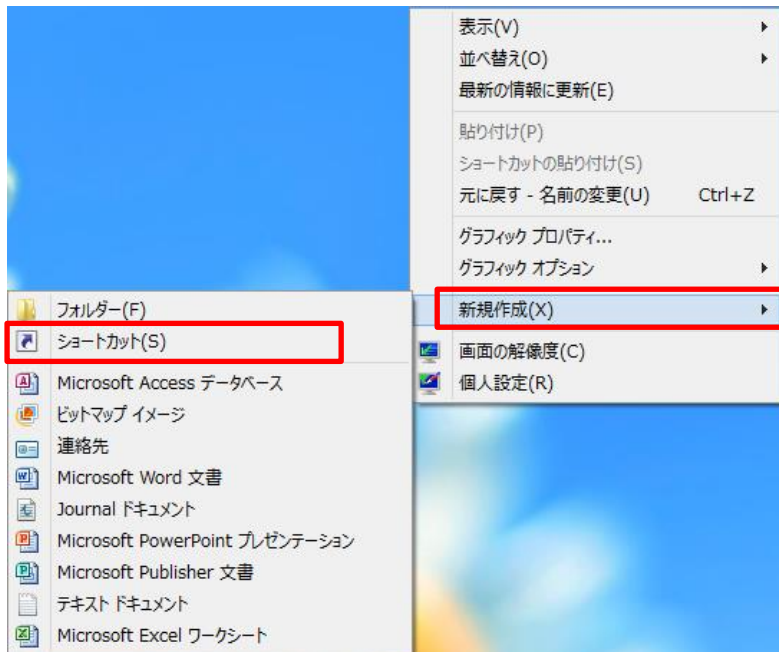 表示(V)
並べ替え(O)
最新の情報に更新(E)
貼り付け(P)
ショートカットの貼り付け(S)
元に戻す - 名前の変更(U) Ctrl+Z
グラフィック プロパティ...
グラフィック オプション
新規作成(X)
画面の解像度(C)
個人設定(R)
フォルダー(F)
ショートカット(S)
Microsoft Access データベース
ビットマップ イメージ
連絡先
Microsoft Word 文書
Journal ドキュメント
Microsoft PowerPoint プレゼンテーション
Microsoft Publisher 文書
テキスト ドキュメント
Microsoft Excel ワークシート